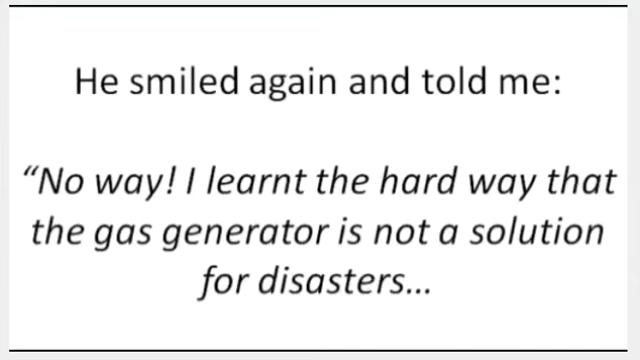 He smiled again and told me:
“No way! I learnt the hard way that
the gas generator is not a solution
for disasters...